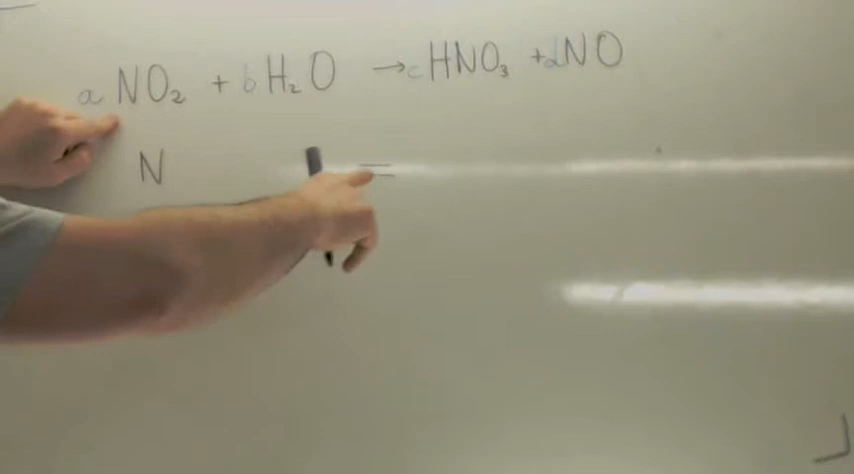 a NO₂ + b H₂O → c HNO₃ + d NO
N =